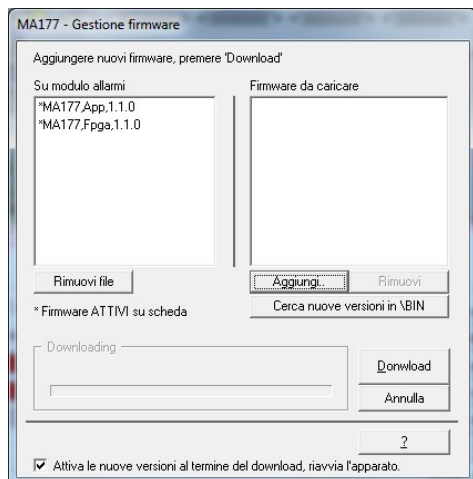 MA177 - Gestione firmware
Aggiungere nuovi firmware, premere 'Download'
Su modulo allarmi
Firmware da caricare
*MA177,App,1.1.0
*MA177,Fpga,1.1.0
Rimuovi file
Aggiungi..
Rimuovi
* Firmware ATTIVI su scheda
Cerca nuove versioni in \BIN
Downloading
Donwload
Annulla
?
Attiva le nuove versioni al termine del download, riavvia l'apparato.